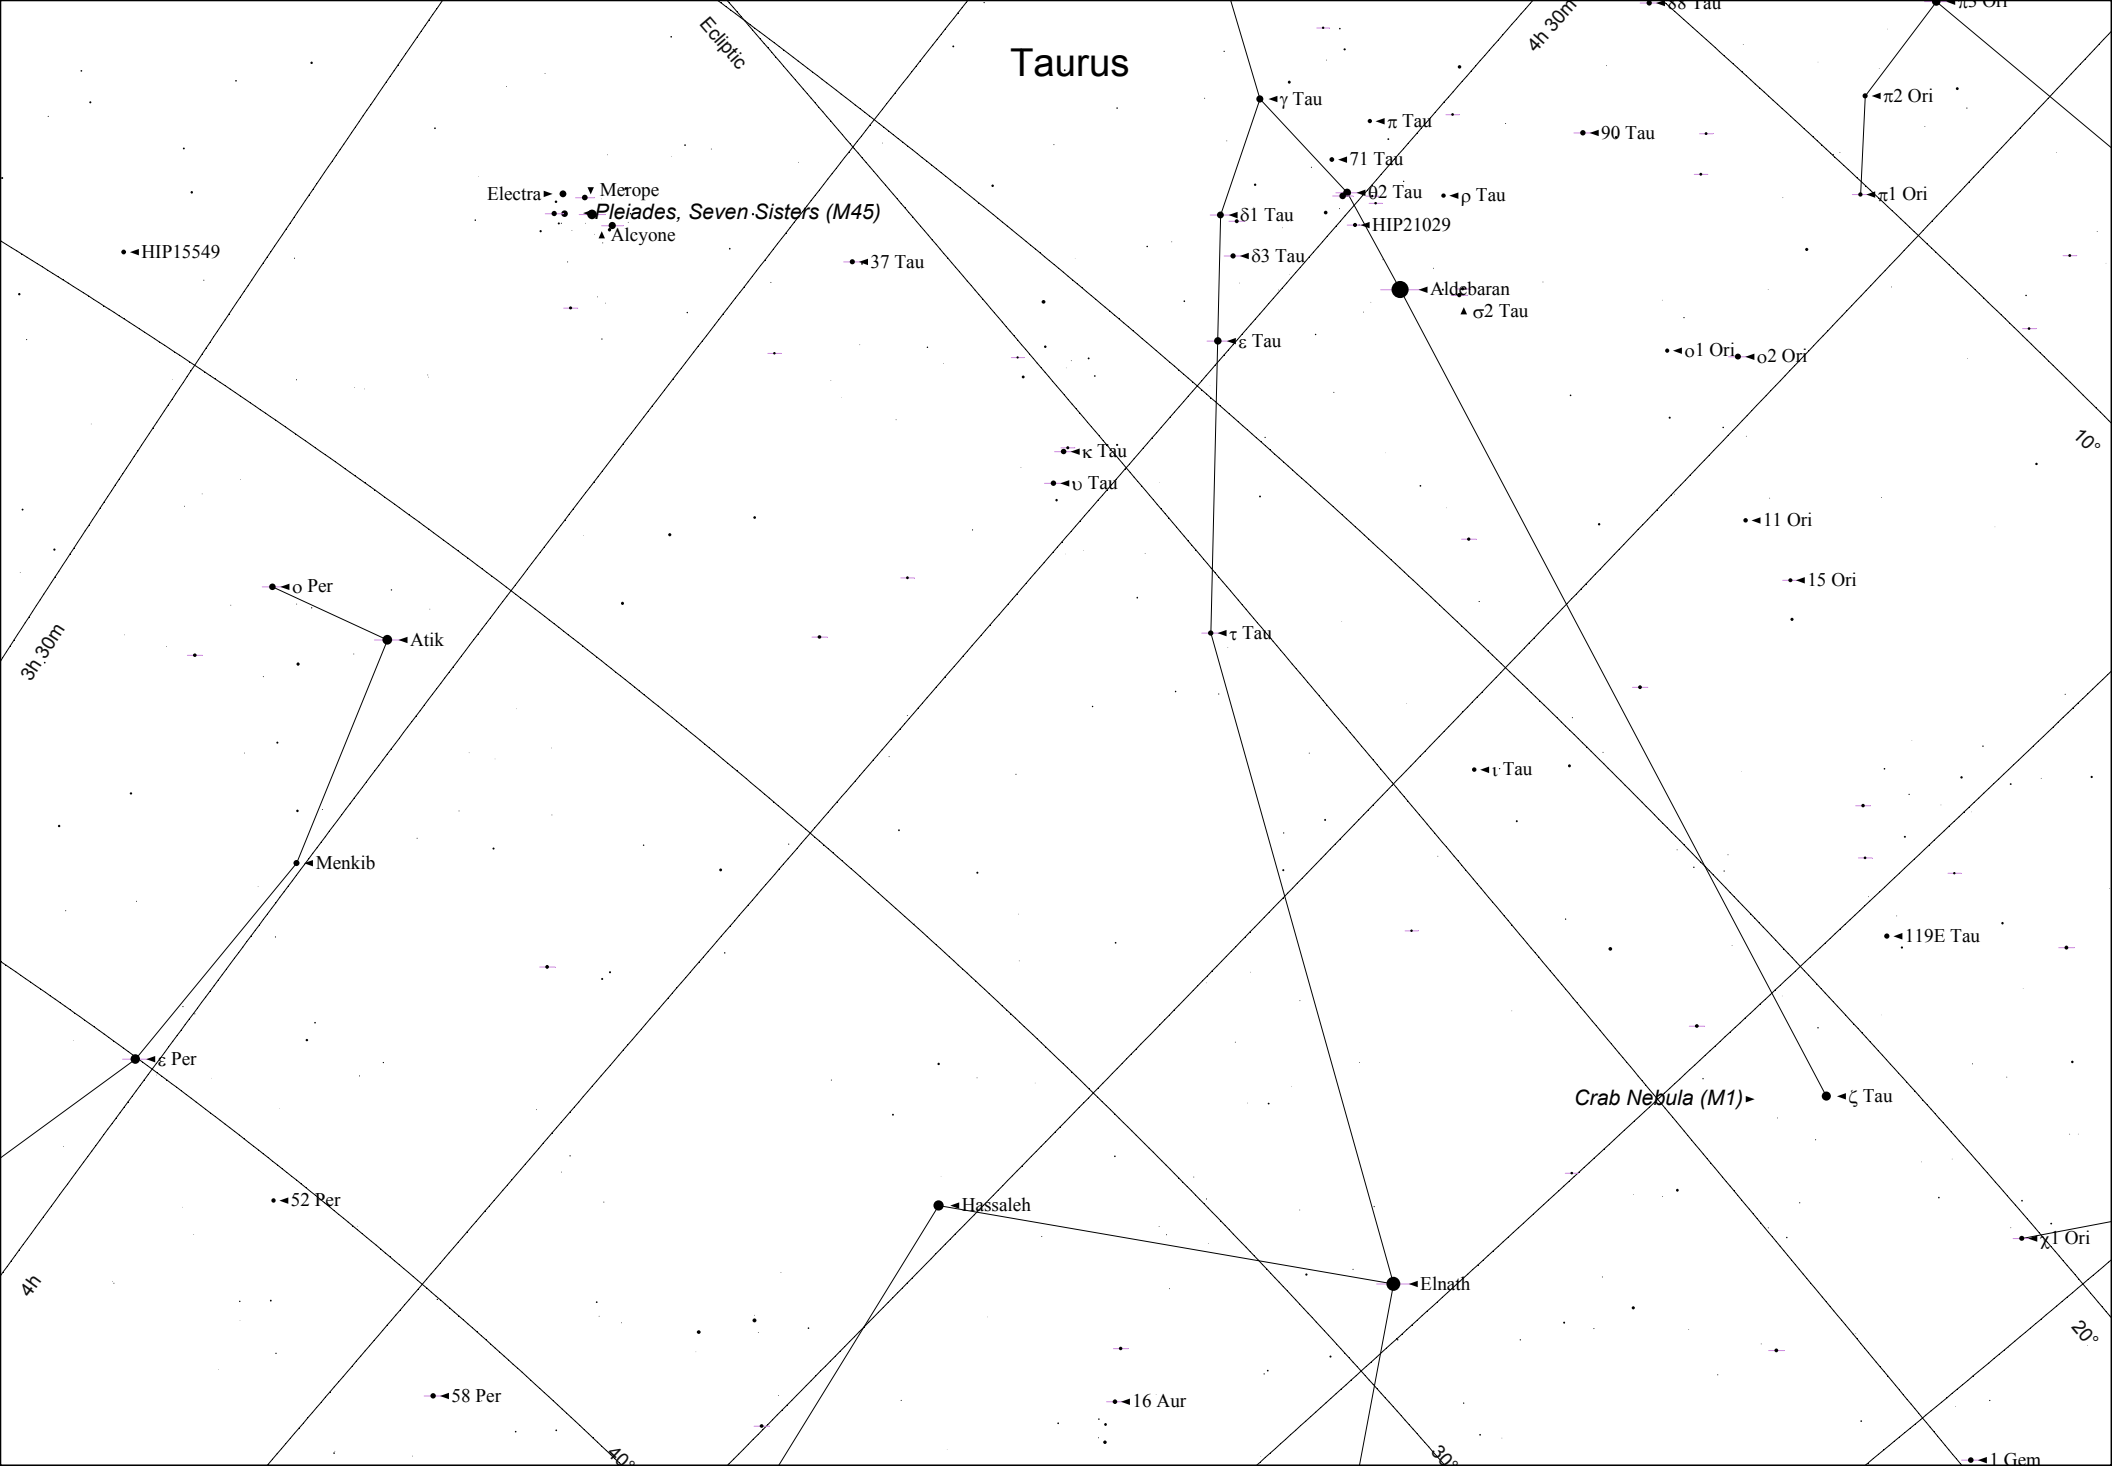 88 Tau
π3 Ori
Ecliptic
4h 30m
Taurus
γ Tau
π2 Ori
π Tau
90 Tau
71 Tau
Electra
Merope
θ2 Tau
ρ Tau
π1 Ori
Pleiades, Seven Sisters (M45)
δ1 Tau
HIP21029
Alcyone
HIP15549
37 Tau
δ3 Tau
Aldebaran
σ2 Tau
ε Tau
ο1 Ori
ο2 Ori
10°
κ Tau
υ Tau
11 Ori
15 Ori
ο Per
τ Tau
Atik
3h 30m
ι Tau
Menkib
119E Tau
ε Per
Crab Nebula (M1)
ζ Tau
52 Per
Hassaleh
χ1 Ori
4h
Elnath
20°
58 Per
16 Aur
40°
30°
1 Gem